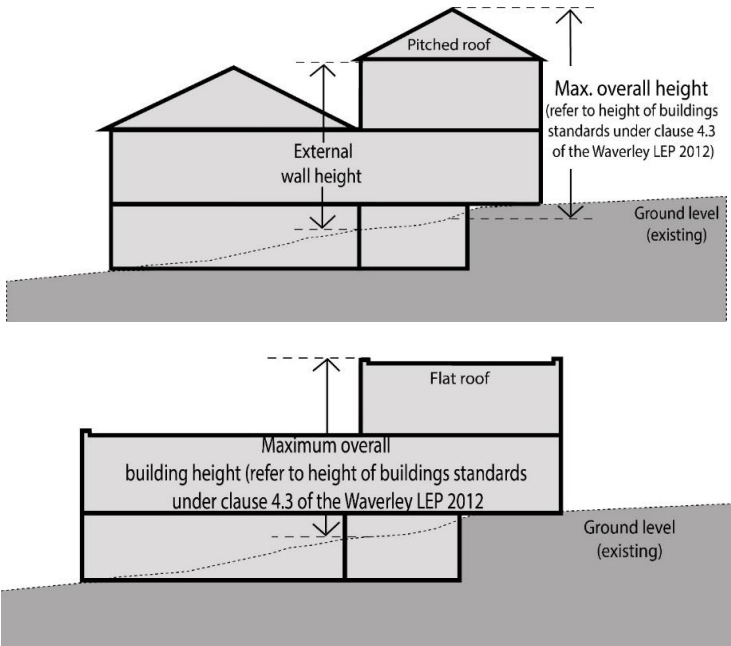 Pitched roof
Max. overall height
(refer to height of buildings
standards under clause 4.3
of the Waverley LEP 2012)
External
wall height
Ground level
(existing)
Flat roof
Maximum overall
building height (refer to height of buildings standards
under clause 4.3 of the Waverley LEP 2012
Ground level
(existing)